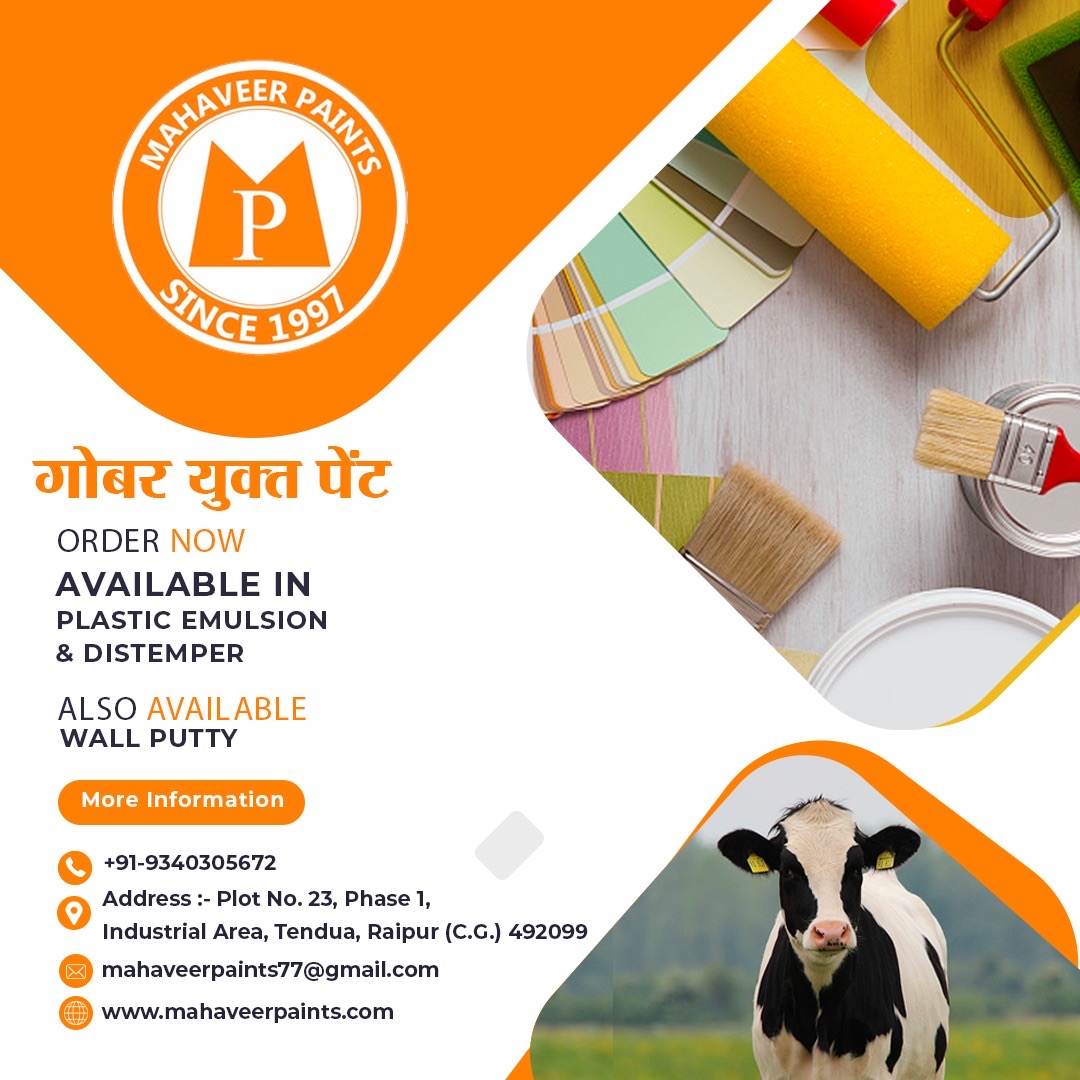 MAHAVEER PAINTS
P
SINCE 1997
गोबर युक्त पेंट
ORDER NOW
AVAILABLE IN
PLASTIC EMULSION
& DISTEMPER
ALSO AVAILABLE
WALL PUTTY
More Information
+91-9340305672
Address :- Plot No. 23, Phase 1,
Industrial Area, Tendua, Raipur (C.G.) 492099
mahaveerpaints77@gmail.com
www.mahaveerpaints.com
40